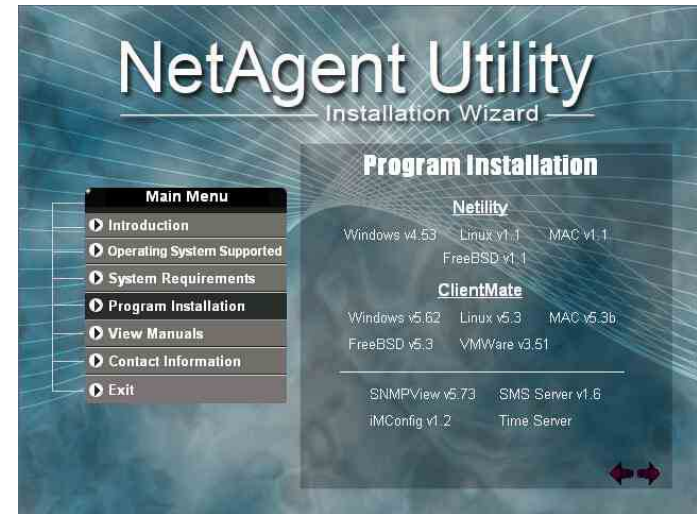 NetAgent Utility
Installation Wizard
Main Menu
Introduction
Operating System Supported
System Requirements
Program Installation
View Manuals
Contact Information
Exit
Program Installation
Netility
Windows v4.53 Linux v1.1 MAC v1.1
FreeBSD v1.1
ClientMate
Windows v5.62 Linux v5.3 MAC v5.3b
FreeBSD v5.3 VMWare v3.51
SNMPView v5.73 SMS Server v1.6
iMConfig v1.2 Time Server